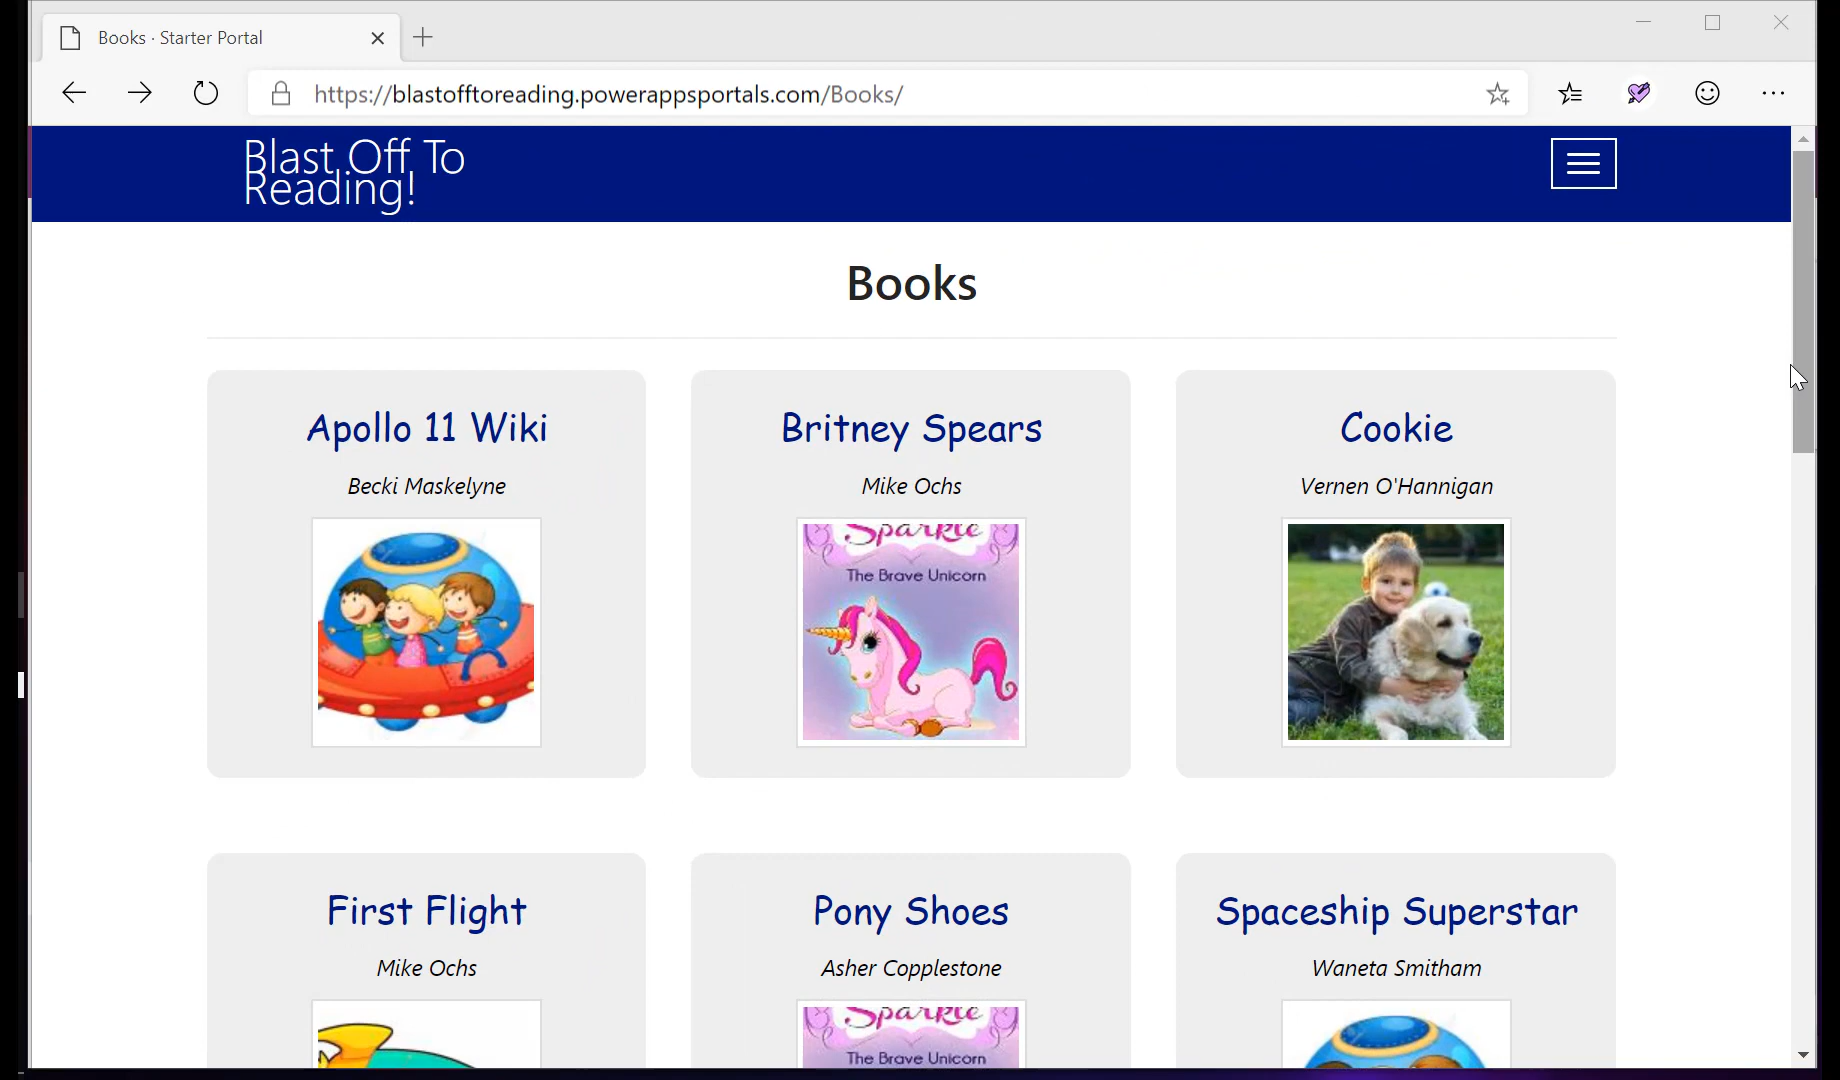 Books · Starter Portal
https://blastofftoreading.powerappsportals.com/Books/
Blast Off To
Reading!
Books
Apollo 11 Wiki
Becki Maskelyne
Britney Spears
Mike Ochs
Sparkle
The Brave Unicorn
Cookie
Vernen O'Hannigan
First Flight
Mike Ochs
Pony Shoes
Asher Copplestone
Sparkle
The Brave Unicorn
Spaceship Superstar
Waneta Smitham